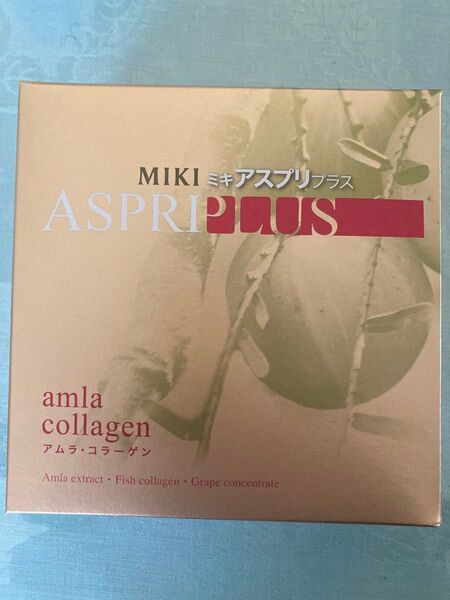 MIKI ミキアスプリプラス
ASPRIPLUS
amla
collagen
アムラ・コラーゲン
Amla extract・Fish collagen・Grape concentrate